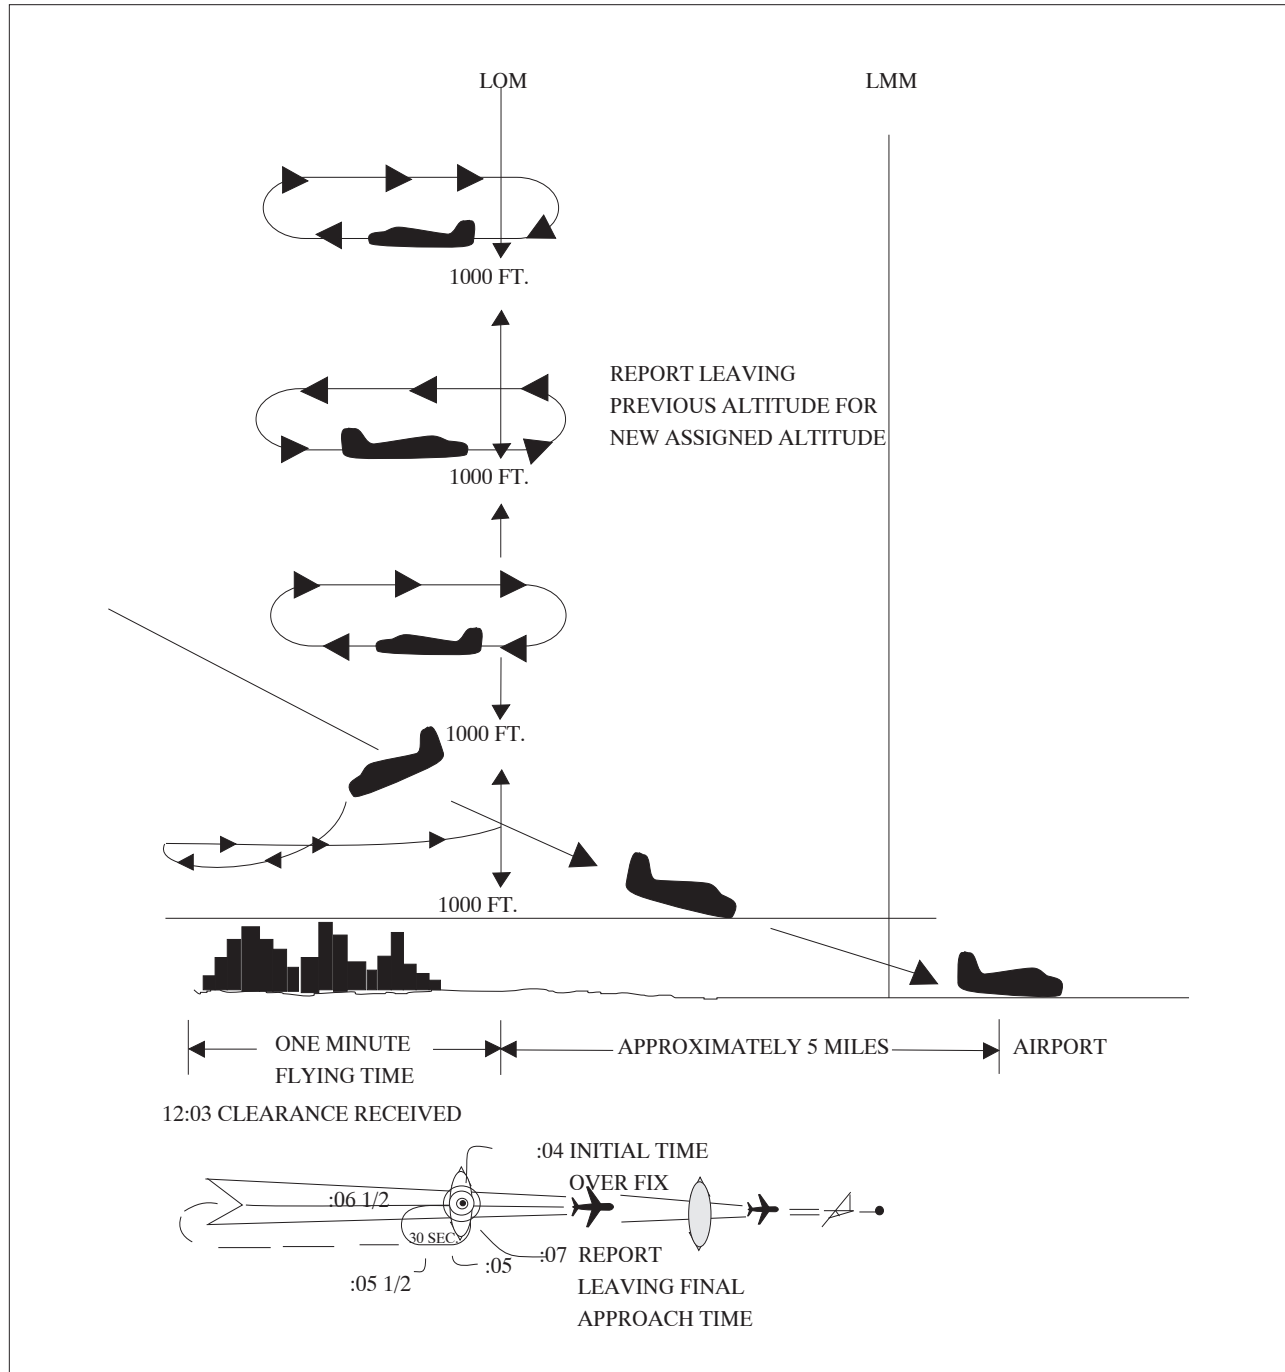 LOM
LMM
1000 FT.
REPORT LEAVING
PREVIOUS ALTITUDE FOR
NEW ASSIGNED ALTITUDE
1000 FT.
1000 FT.
1000 FT.
ONE MINUTE
FLYING TIME
APPROXIMATELY 5 MILES
AIRPORT
12:03 CLEARANCE RECEIVED
:04 INITIAL TIME
OVER FIX
:06 1/2
30 SEC.
:05
:05 1/2
:07 REPORT
LEAVING FINAL
APPROACH TIME